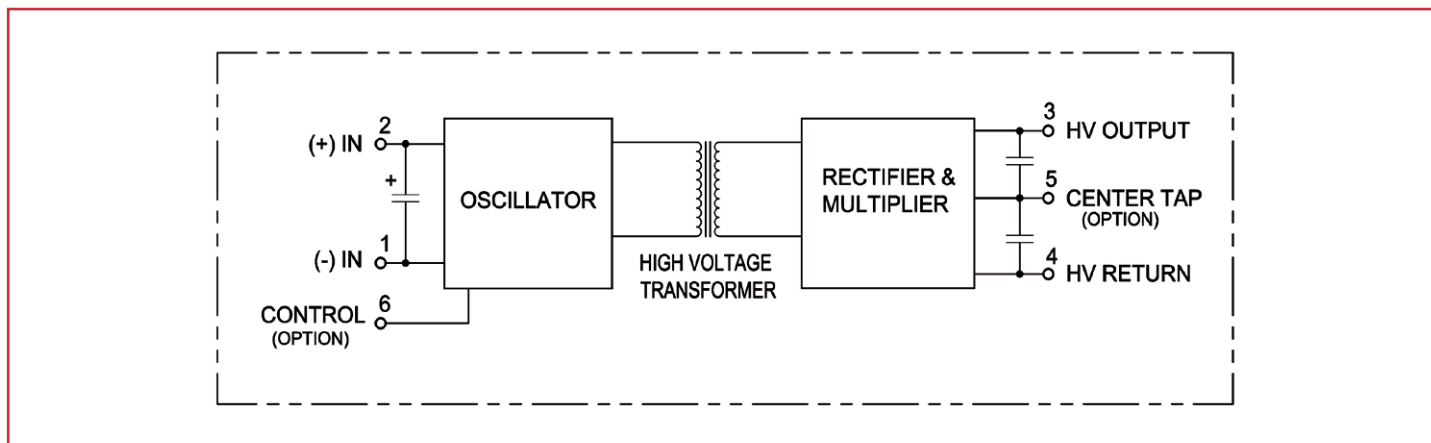 2
(+) IN
+
1
(-) IN
6
CONTROL
(OPTION)
OSCILLATOR
HIGH VOLTAGE
TRANSFORMER
RECTIFIER &
MULTIPLIER
3
HV OUTPUT
5
CENTER TAP
(OPTION)
4
HV RETURN